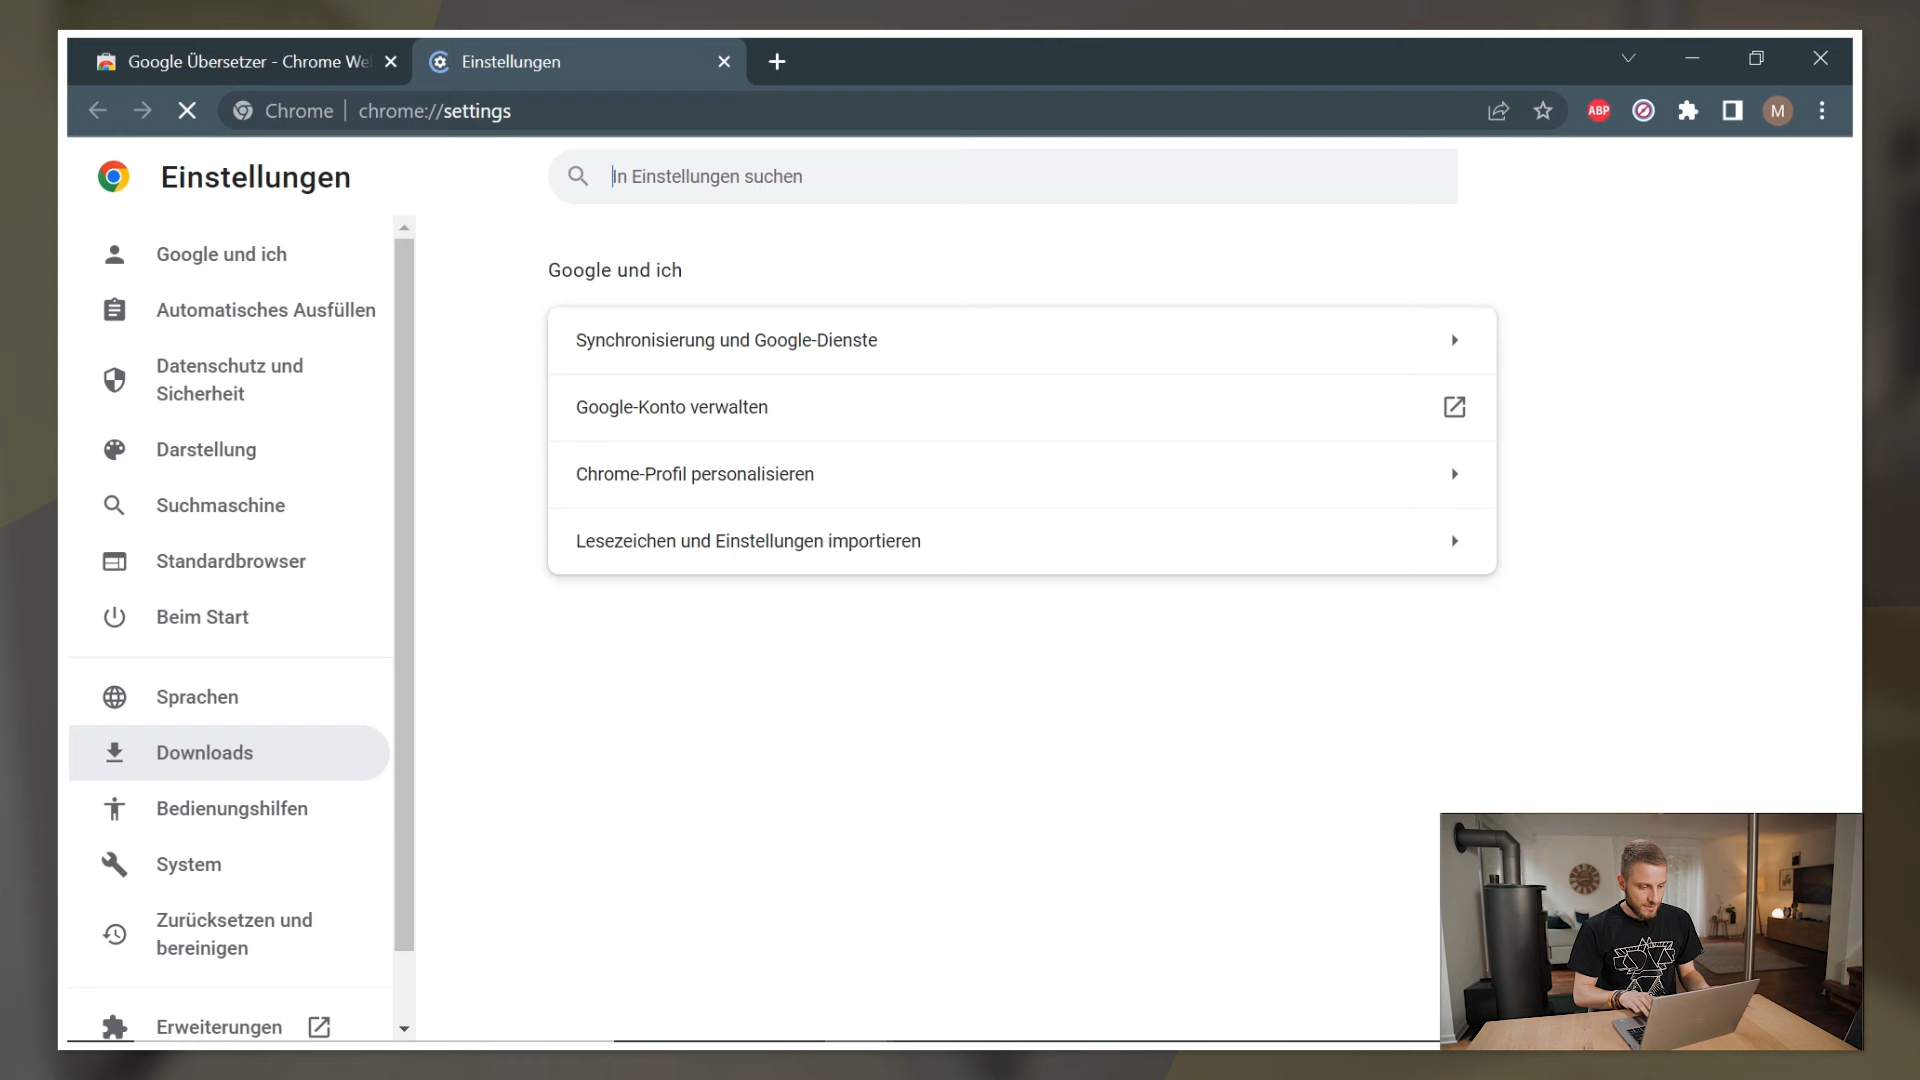 Google Übersetzer - Chrome We
Einstellungen
Chrome
chrome://settings
ABP
M
Einstellungen
In Einstellungen suchen
Google und ich
Automatisches Ausfüllen
Datenschutz und
Sicherheit
Darstellung
Suchmaschine
Standardbrowser
Beim Start
Sprachen
Downloads
Bedienungshilfen
System
Zurücksetzen und
bereinigen
Erweiterungen
Google und ich
Synchronisierung und Google-Dienste
Google-Konto verwalten
Chrome-Profil personalisieren
Lesezeichen und Einstellungen importieren